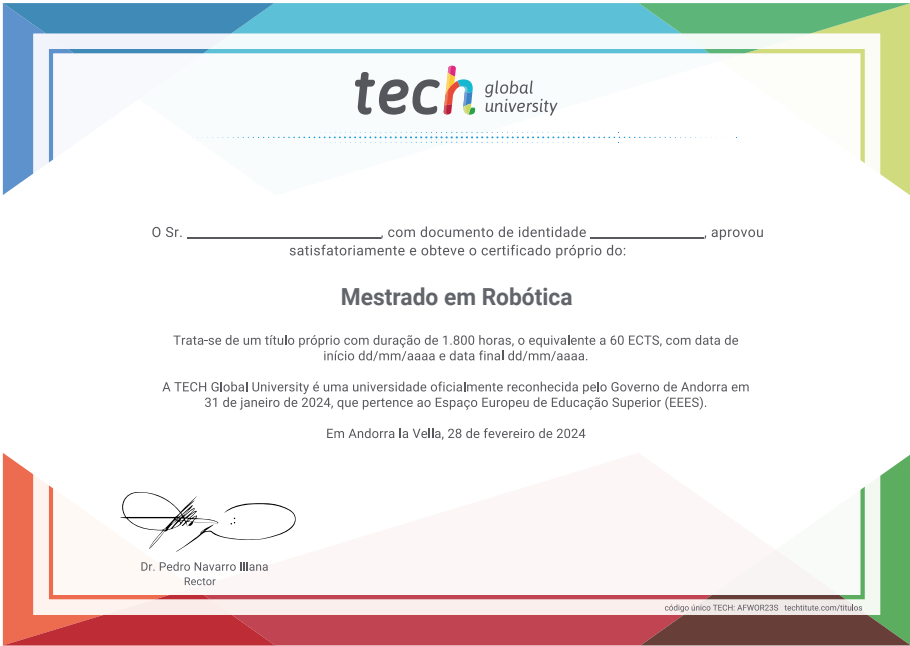 tech global university
O Sr. ____________________, com documento de identidade ____________, aprovou
satisfatoriamente e obteve o certificado próprio do:
Mestrado em Robótica
Trata-se de um título próprio com duração de 1.800 horas, o equivalente a 60 ECTS, com data de
início dd/mm/aaaa e data final dd/mm/aaaa.
A TECH Global University é uma universidade oficialmente reconhecida pelo Governo de Andorra em
31 de janeiro de 2024, que pertence ao Espaço Europeu de Educação Superior (EEES).
Em Andorra la Vella, 28 de fevereiro de 2024
Dr. Pedro Navarro Illana
Rector
código único TECH: AFWOR23S techtitute.com/titulos